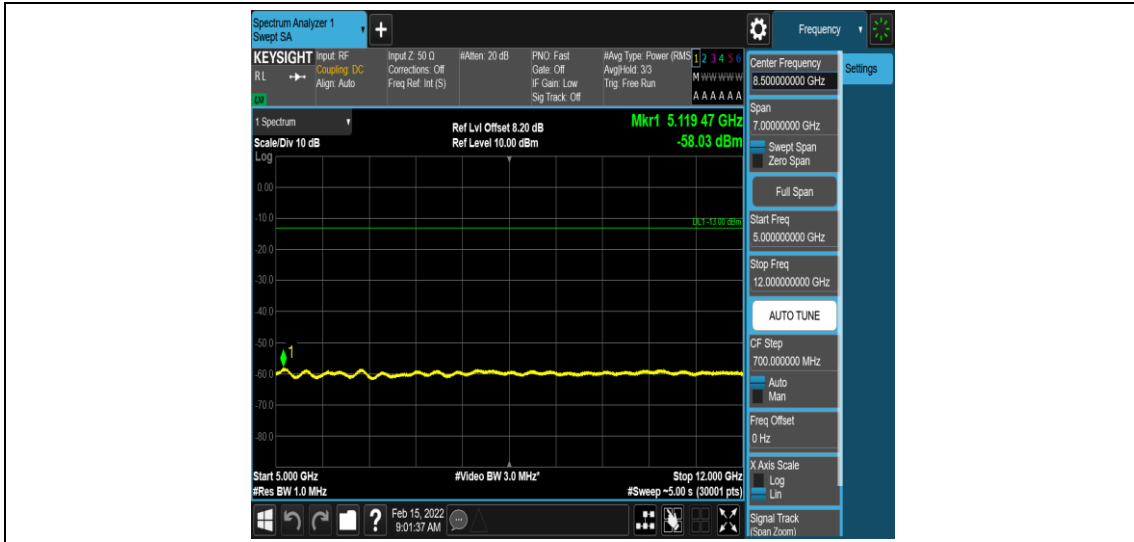 Spectrum Analyzer 1
Swept SA
Frequency
KEYSIGHT
RL
Input: RF
Coupling: DC
Align: Auto
Input Z: 50 Ω
Corrections: Off
Freq Ref: Int (S)
#Atten: 20 dB
PNO: Fast
Gate: Off
IF Gain: Low
Sig Track: Off
#Avg Type: Power (RMS
Avg|Hold: 3/3
Trig: Free Run
1 2 3 4 5 6
M W W W W W
A A A A A A
1 Spectrum
Scale/Div 10 dB
Log
Ref Lvl Offset 8.20 dB
Ref Level 10.00 dBm
Mkr1 5.119 47 GHz
-58.03 dBm
0.00
-10.0
DL1 -13.00 dBm
-20.0
-30.0
-40.0
-50.0
1
-60.0
-70.0
-80.0
Start 5.000 GHz
#Res BW 1.0 MHz
#Video BW 3.0 MHz*
Stop 12.000 GHz
#Sweep ~5.00 s (30001 pts)
Center Frequency
8.500000000 GHz
Settings
Span
7.00000000 GHz
Swept Span
Zero Span
Full Span
Start Freq
5.000000000 GHz
Stop Freq
12.000000000 GHz
AUTO TUNE
CF Step
700.000000 MHz
Auto
Man
Freq Offset
0 Hz
X Axis Scale
Log
Lin
Signal Track
(Span Zoom)
?
Feb 15, 2022
9:01:37 AM